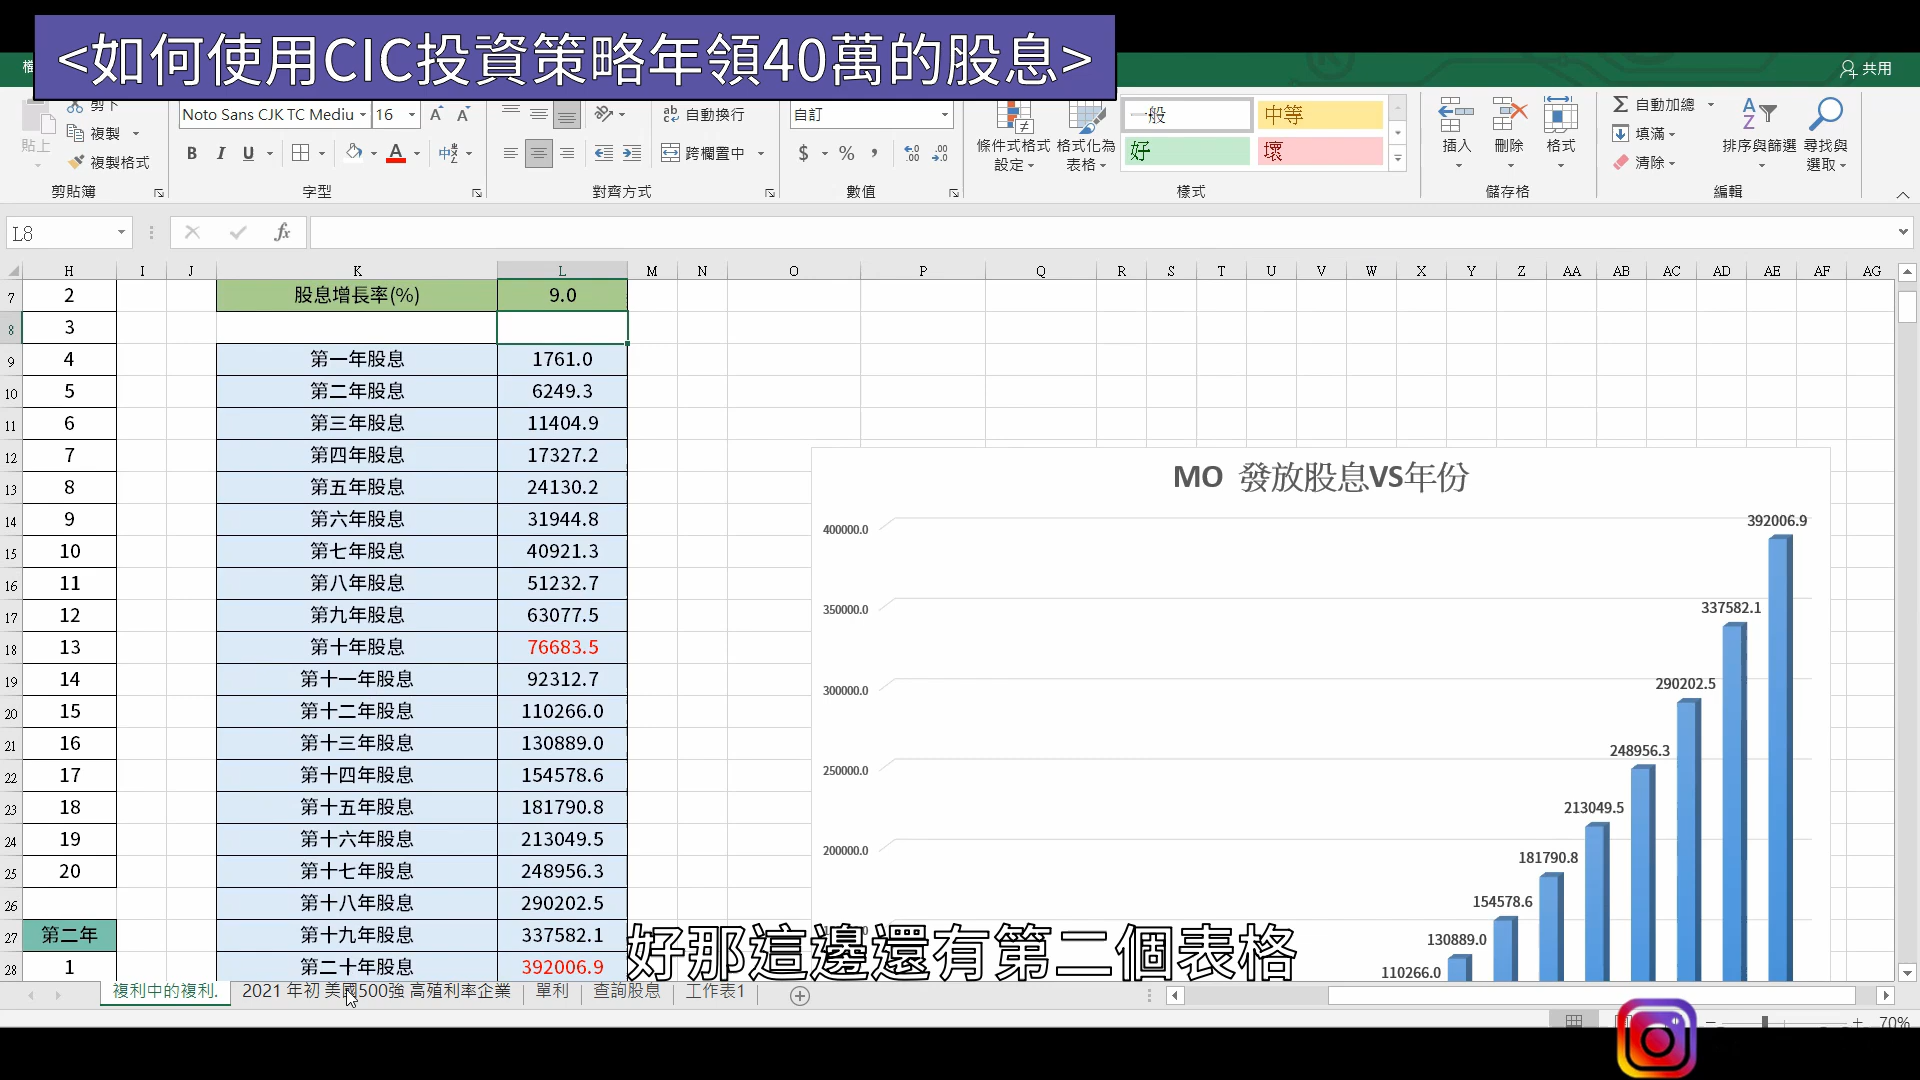 <如何使用CIC投資策略年領40萬的股息>
共用
剪下
複製
複製格式
貼上
剪貼簿
Noto Sans CJK TC Mediu 16
B I U
字型
自動換行
跨欄置中
對齊方式
自訂
$ % ,
數值
條件式格式
設定
格式化為
表格
一般
中等
好
壞
樣式
插入
刪除
格式
儲存格
自動加總
填滿
清除
排序與篩選
尋找與
選取
編輯
L8
fx
H I J K L M N O P Q R S T U V W X Y Z AA AB AC AD AE AF AG
7 2 股息增長率(%) 9.0
8 3
9 4 第一年股息 1761.0
10 5 第二年股息 6249.3
11 6 第三年股息 11404.9
12 7 第四年股息 17327.2
13 8 第五年股息 24130.2
14 9 第六年股息 31944.8
15 10 第七年股息 40921.3
16 11 第八年股息 51232.7
17 12 第九年股息 63077.5
18 13 第十年股息 76683.5
19 14 第十一年股息 92312.7
20 15 第十二年股息 110266.0
21 16 第十三年股息 130889.0
22 17 第十四年股息 154578.6
23 18 第十五年股息 181790.8
24 19 第十六年股息 213049.5
25 20 第十七年股息 248956.3
26 第十八年股息 290202.5
27 第二年 第十九年股息 337582.1
28 1 第二十年股息 392006.9
MO 發放股息VS年份
400000.0
350000.0
300000.0
250000.0
200000.0
392006.9
337582.1
290202.5
248956.3
213049.5
181790.8
154578.6
130889.0
110266.0
好那這邊還有第二個表格
複利中的複利.
2021 年初 美國500強 高殖利率企業
單利
查詢股息
工作表1
70%